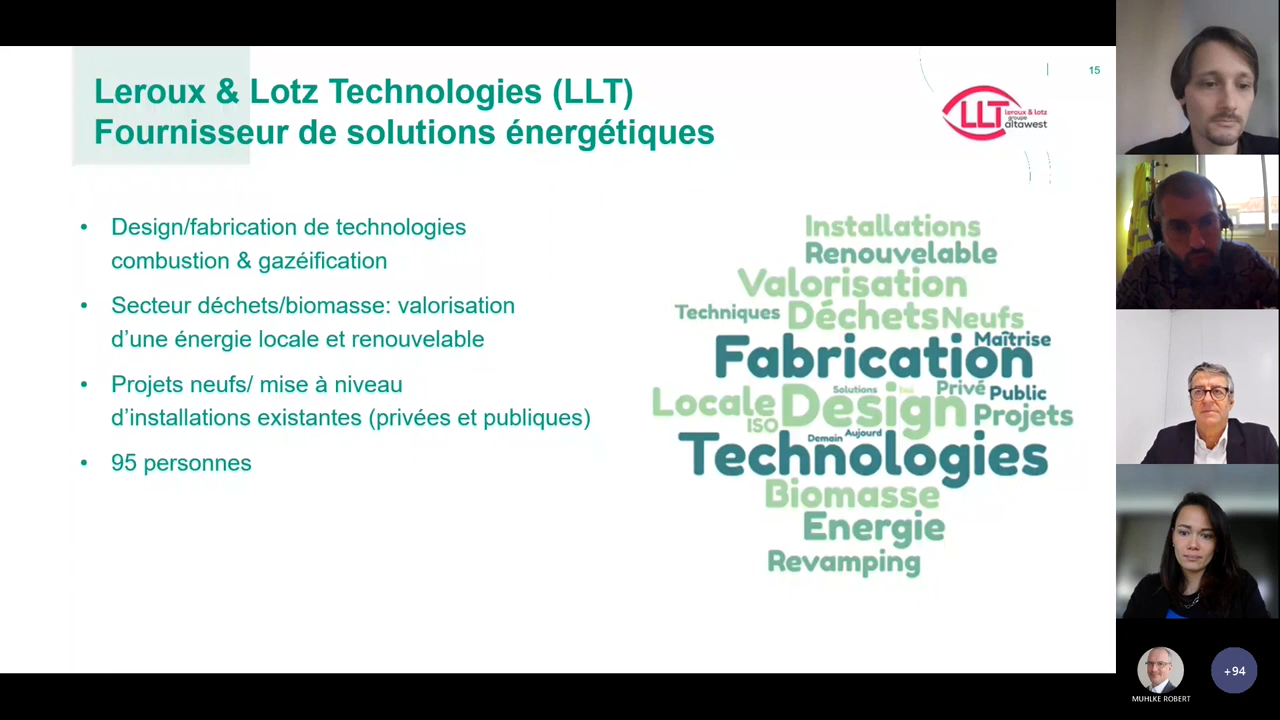 Leroux & Lotz Technologies (LLT)
Fournisseur de solutions énergétiques
15
LLT
leroux & lotz
groupe
altawest
• Design/fabrication de technologies
combustion & gazéification
• Secteur déchets/biomasse: valorisation
d’une énergie locale et renouvelable
• Projets neufs/ mise à niveau
d’installations existantes (privées et publiques)
• 95 personnes
Installations
Renouvelable
Valorisation
Techniques Déchets Neufs
Maîtrise
Fabrication
Solutions Privé Public
Locale Design Projets
ISO
Demain Aujourd
Technologies
Biomasse
Energie
Revamping
MUHLKE ROBERT
+94